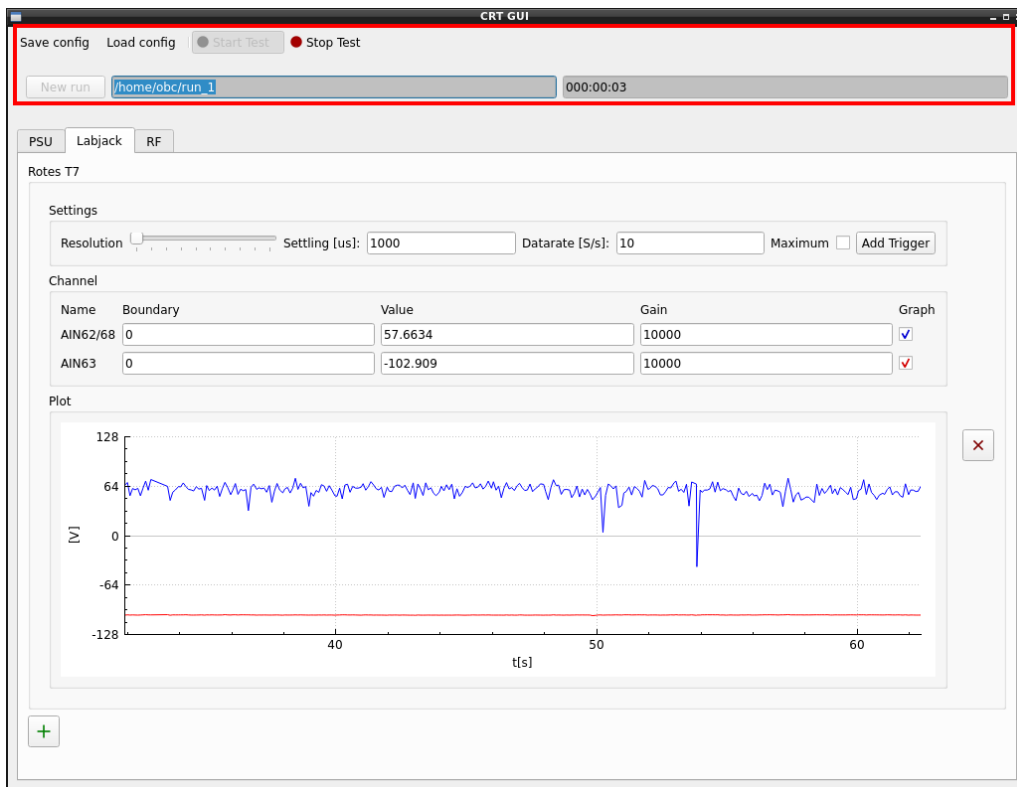 CRT GUI
Save config Load config Start Test Stop Test
New run /home/obc/run_1 000:00:03
PSU Labjack RF
Rotes T7
Settings
Resolution Settling [us]: 1000 Datarate [S/s]: 10 Maximum Add Trigger
Channel
Name Boundary Value Gain Graph
AIN62/68 0 57.6634 10000
AIN63 0 -102.909 10000
Plot
128
64
[V]
0
-64
-128
40 50 60
t[s]